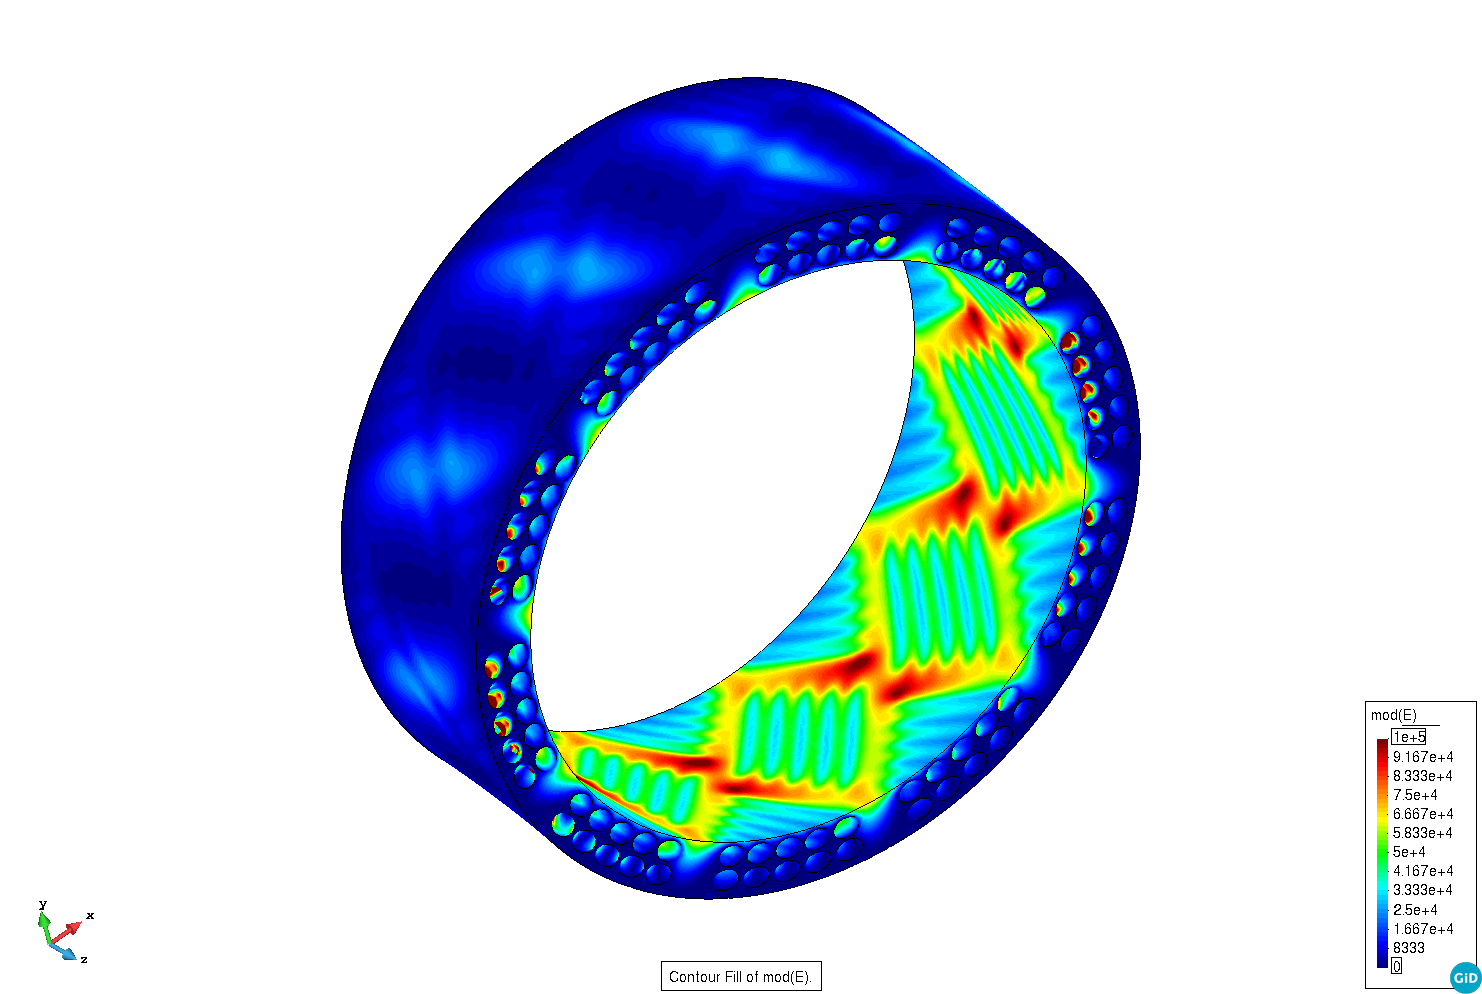 mod(E)
1e+5
9.167e+4
8.333e+4
7.5e+4
6.667e+4
5.833e+4
5e+4
4.167e+4
3.333e+4
2.5e+4
1.667e+4
8333
0
GiD
y
x
z
Contour Fill of mod(E).